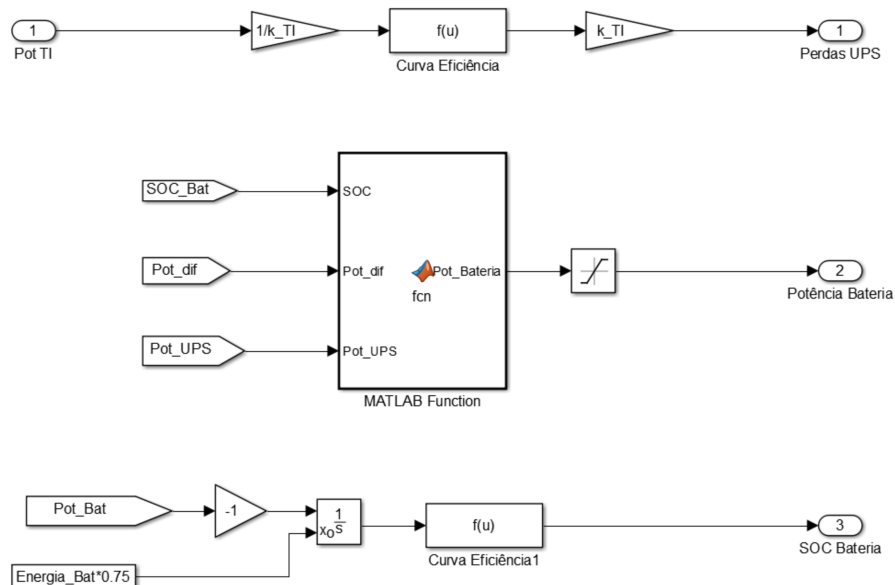 1
Pot TI
1/k_TI
f(u)
Curva Eficiência
k_TI
1
Perdas UPS
SOC_Bat
Pot_dif
Pot_UPS
SOC
Pot_dif
Pot_UPS
fcn
Pot_Bateria
MATLAB Function
2
Potência Bateria
Pot_Bat
-1
Energia_Bat*0.75
1
xo s
f(u)
Curva Eficiência1
3
SOC Bateria